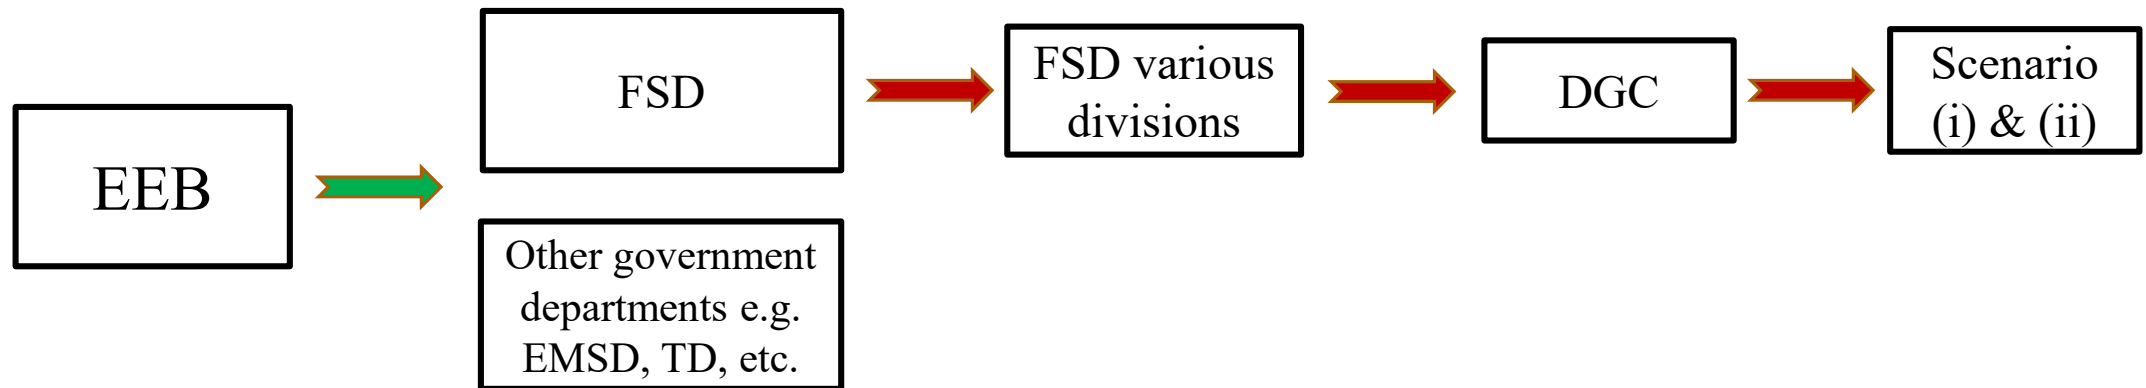 EEB
FSD
Other government
departments e.g.
EMSD, TD, etc.
FSD various
divisions
DGC
Scenario
(i) & (ii)